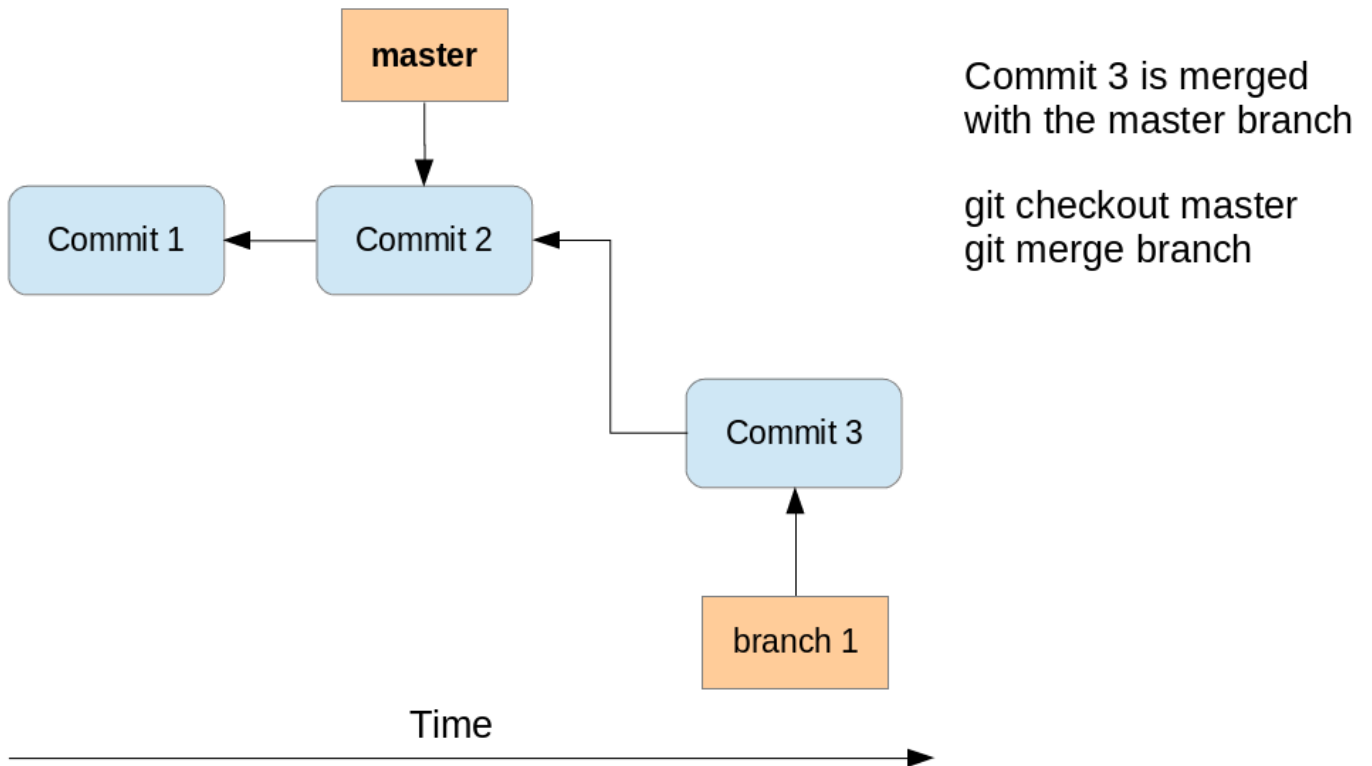 master
Commit 3 is merged
with the master branch
git checkout master
git merge branch
Commit 1
Commit 2
Commit 3
branch 1
Time